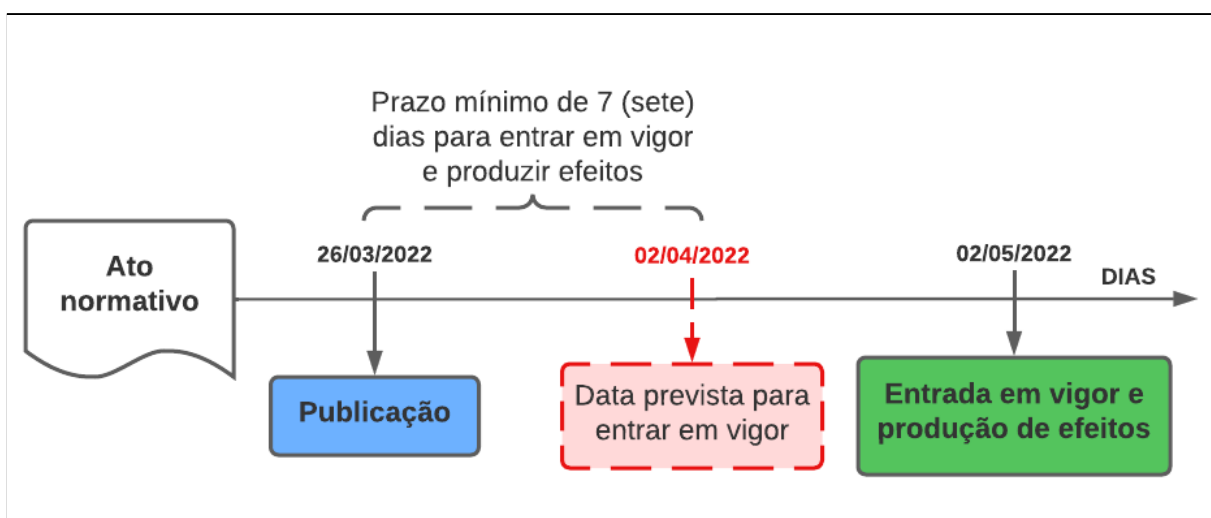 Prazo mínimo de 7 (sete)
dias para entrar em vigor
e produzir efeitos
Ato
normativo
26/03/2022
02/04/2022
02/05/2022
DIAS
Publicação
Data prevista para
entrar em vigor
Entrada em vigor e
produção de efeitos